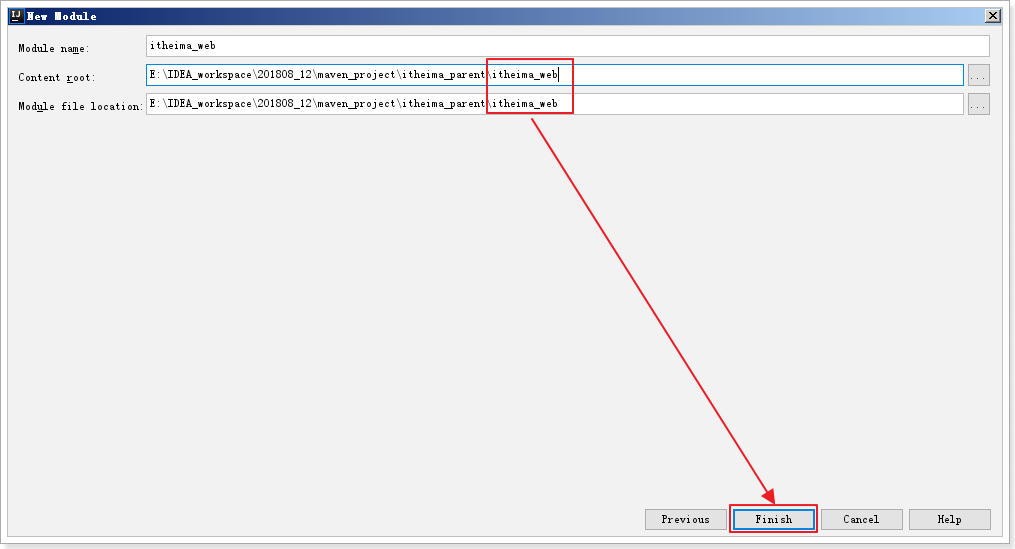 IJ New Module
Module name: itheima_web
Content root: E:\IDEA_workspace\201808_12\maven_project\itheima_parent\itheima_web ...
Module file location: E:\IDEA_workspace\201808_12\maven_project\itheima_parent\itheima_web ...
Previous Finish Cancel Help